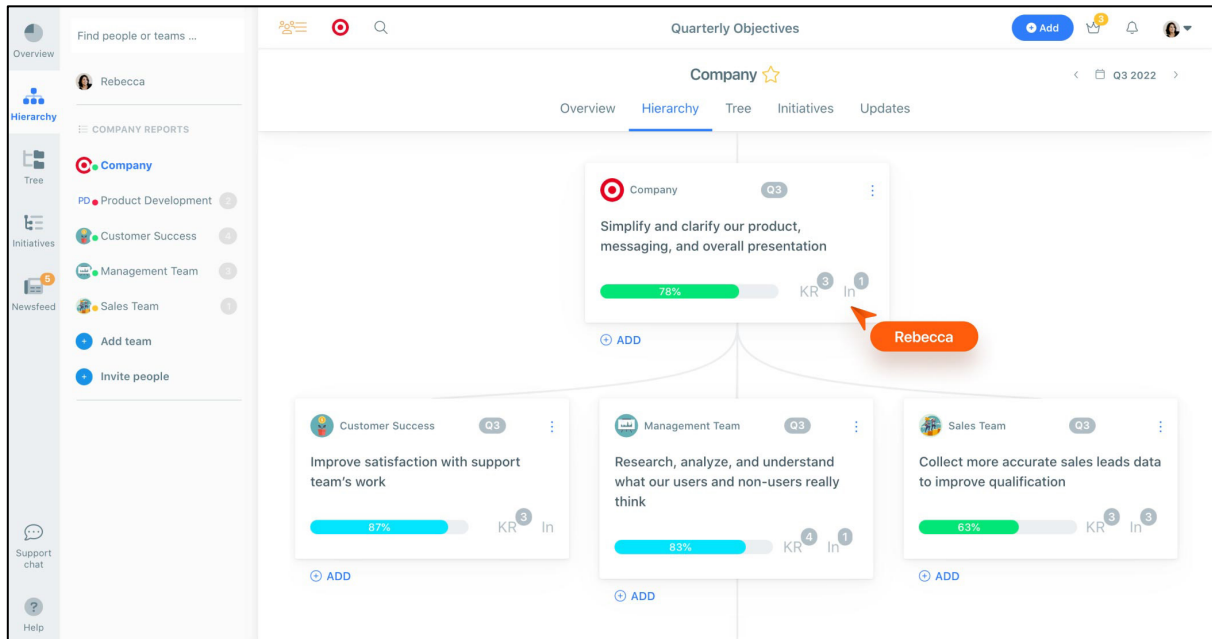 Overview
Hierarchy
Tree
Initiatives
5
Newsfeed
Support
chat
?
Help
Find people or teams ...
Rebecca
COMPANY REPORTS
Company
PD Product Development 2
Customer Success 4
Management Team 3
Sales Team 1
+ Add team
+ Invite people
Quarterly Objectives
+ Add
3
Company
Q3 2022
Overview Hierarchy Tree Initiatives Updates
Company Q3
Simplify and clarify our product,
messaging, and overall presentation
78% KR 3 In 1
+ ADD
Rebecca
Customer Success Q3
Improve satisfaction with support
team's work
87% KR 3 In
+ ADD
Management Team Q3
Research, analyze, and understand
what our users and non-users really
think
83% KR 4 In 1
+ ADD
Sales Team Q3
Collect more accurate sales leads data
to improve qualification
63% KR 3 In 3
+ ADD